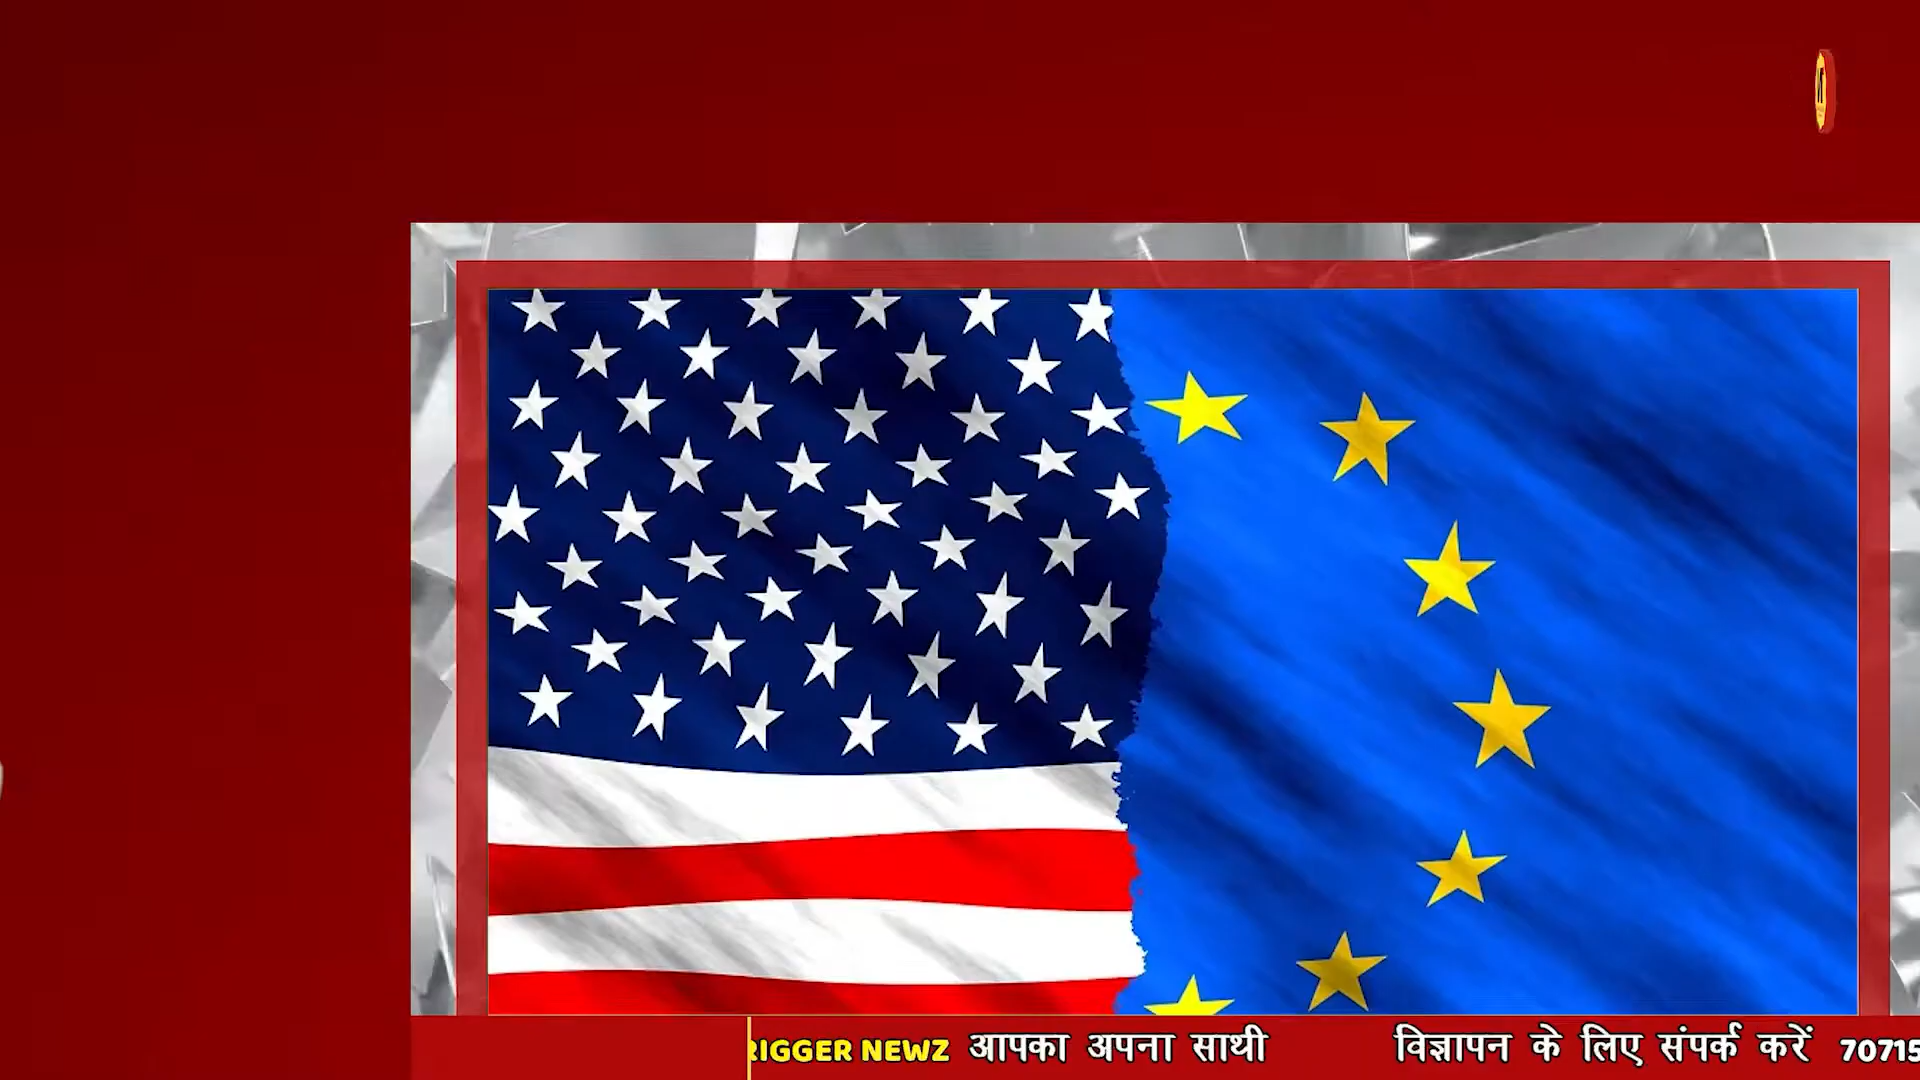 RIGGER NEWZ आपका अपना साथी विज्ञापन के लिए संपर्क करें 70715